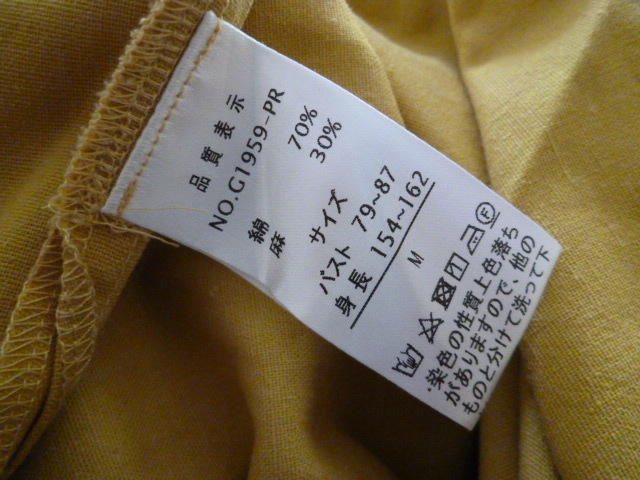 品質表示
NO.G1959-PR
綿 70%
麻 30%
サイズ
バスト 79~87
身長 154~162
M
・染色の性質上色落ち
がありますので、他の
ものと分けて洗って下